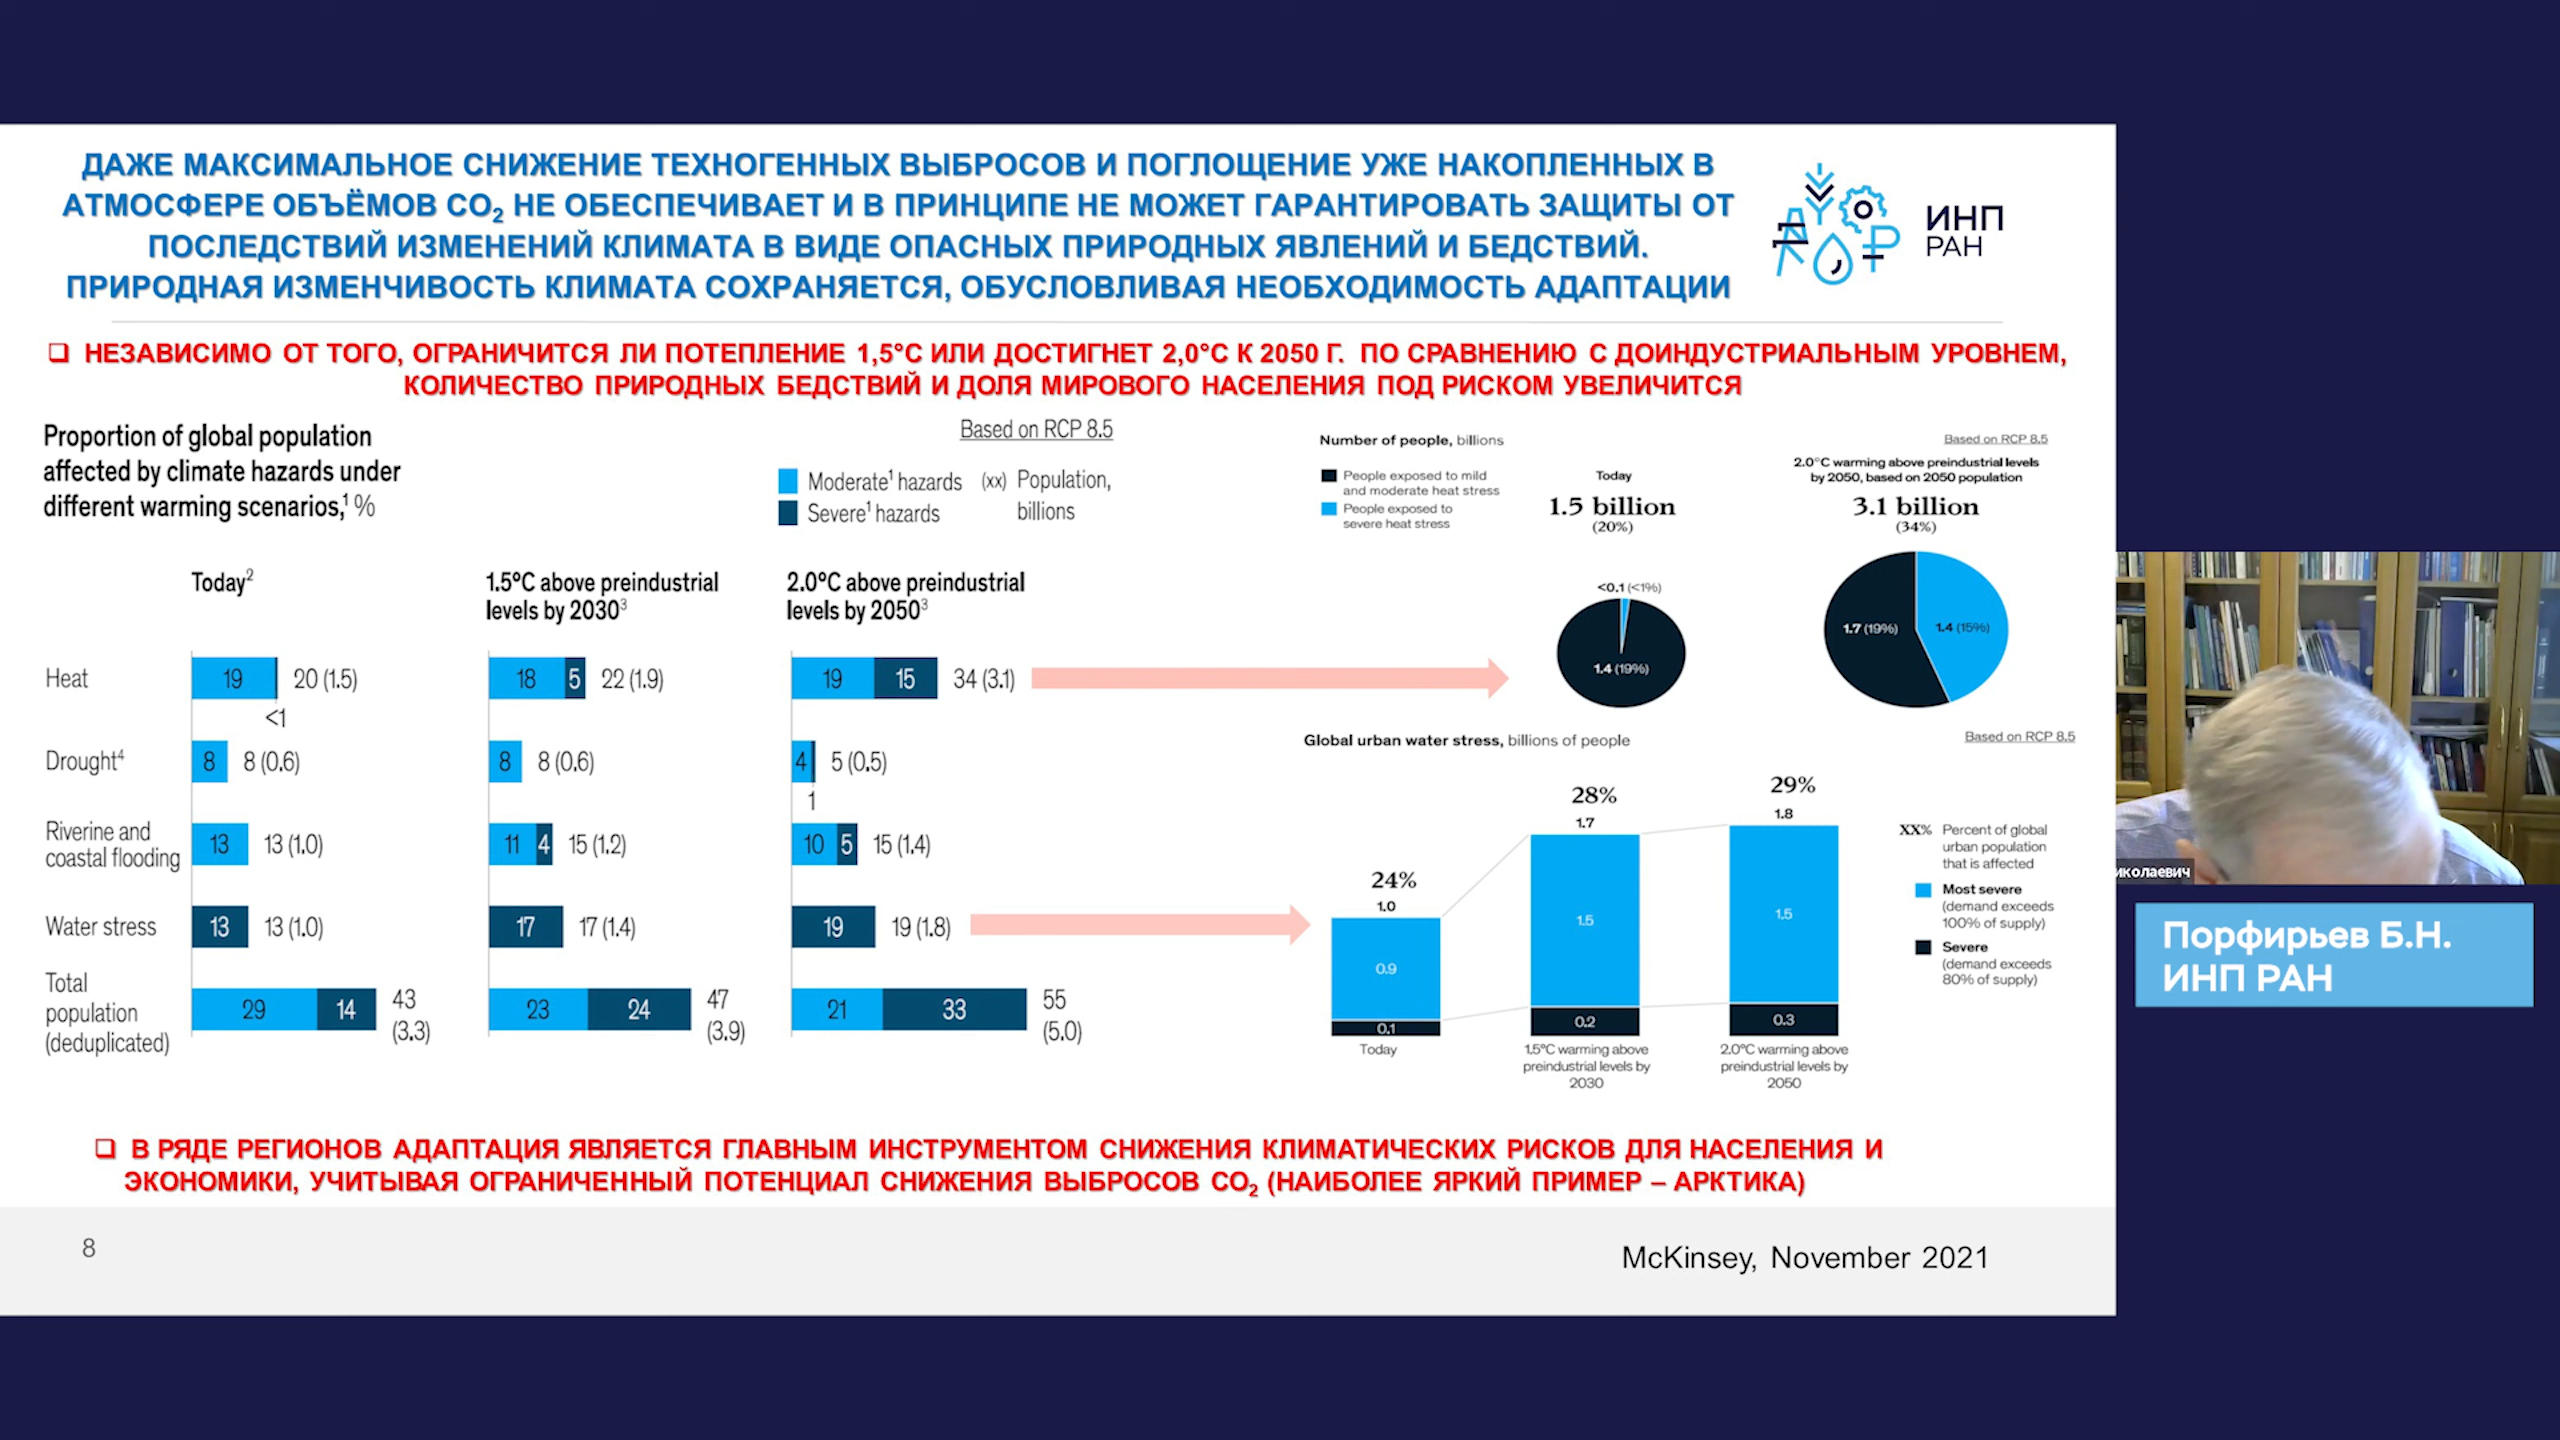 ДАЖЕ МАКСИМАЛЬНОЕ СНИЖЕНИЕ ТЕХНОГЕННЫХ ВЫБРОСОВ И ПОГЛОЩЕНИЕ УЖЕ НАКОПЛЕННЫХ В
АТМОСФЕРЕ ОБЪЁМОВ CO2 НЕ ОБЕСПЕЧИВАЕТ И В ПРИНЦИПЕ НЕ МОЖЕТ ГАРАНТИРОВАТЬ ЗАЩИТЫ ОТ
ПОСЛЕДСТВИЙ ИЗМЕНЕНИЙ КЛИМАТА В ВИДЕ ОПАСНЫХ ПРИРОДНЫХ ЯВЛЕНИЙ И БЕДСТВИЙ.
ПРИРОДНАЯ ИЗМЕНЧИВОСТЬ КЛИМАТА СОХРАНЯЕТСЯ, ОБУСЛОВЛИВАЯ НЕОБХОДИМОСТЬ АДАПТАЦИИ
ИНП
РАН
❑ НЕЗАВИСИМО ОТ ТОГО, ОГРАНИЧИТСЯ ЛИ ПОТЕПЛЕНИЕ 1,5°С ИЛИ ДОСТИГНЕТ 2,0°С К 2050 Г. ПО СРАВНЕНИЮ С ДОИНДУСТРИАЛЬНЫМ УРОВНЕМ,
КОЛИЧЕСТВО ПРИРОДНЫХ БЕДСТВИЙ И ДОЛЯ МИРОВОГО НАСЕЛЕНИЯ ПОД РИСКОМ УВЕЛИЧИТСЯ
Proportion of global population
affected by climate hazards under
different warming scenarios,¹ %
Based on RCP 8.5
Moderate¹ hazards
Severe¹ hazards
(xx) Population,
billions
Today²
1.5°C above preindustrial
levels by 2030³
2.0°C above preindustrial
levels by 2050³
Heat
19
<1
20 (1.5)
18 5 22 (1.9)
19 15 34 (3.1)
Drought⁴
8 8 (0.6)
8 8 (0.6)
4 5 (0.5)
1
Riverine and
coastal flooding
13 13 (1.0)
11 4 15 (1.2)
10 5 15 (1.4)
Water stress
13 13 (1.0)
17 17 (1.4)
19 19 (1.8)
Total
population
(deduplicated)
29 14 43
(3.3)
23 24 47
(3.9)
21 33 55
(5.0)
Number of people, billions
People exposed to mild
and moderate heat stress
People exposed to
severe heat stress
Today
1.5 billion
(20%)
<0.1 (<1%)
1.4 (19%)
Based on RCP 8.5
2.0°C warming above preindustrial levels
by 2050, based on 2050 population
3.1 billion
(34%)
1.7 (19%)
1.4 (15%)
Global urban water stress, billions of people
Based on RCP 8.5
24%
1.0
0.9
0.1
Today
28%
1.7
1.5
0.2
1.5°C warming above
preindustrial levels by
2030
29%
1.8
1.5
0.3
2.0°C warming above
preindustrial levels by
2050
XX% Percent of global
urban population
that is affected
Most severe
(demand exceeds
100% of supply)
Severe
(demand exceeds
80% of supply)
❑ В РЯДЕ РЕГИОНОВ АДАПТАЦИЯ ЯВЛЯЕТСЯ ГЛАВНЫМ ИНСТРУМЕНТОМ СНИЖЕНИЯ КЛИМАТИЧЕСКИХ РИСКОВ ДЛЯ НАСЕЛЕНИЯ И
ЭКОНОМИКИ, УЧИТЫВАЯ ОГРАНИЧЕННЫЙ ПОТЕНЦИАЛ СНИЖЕНИЯ ВЫБРОСОВ CO2 (НАИБОЛЕЕ ЯРКИЙ ПРИМЕР – АРКТИКА)
8
McKinsey, November 2021
иколаевич
Порфирьев Б.Н.
ИНП РАН